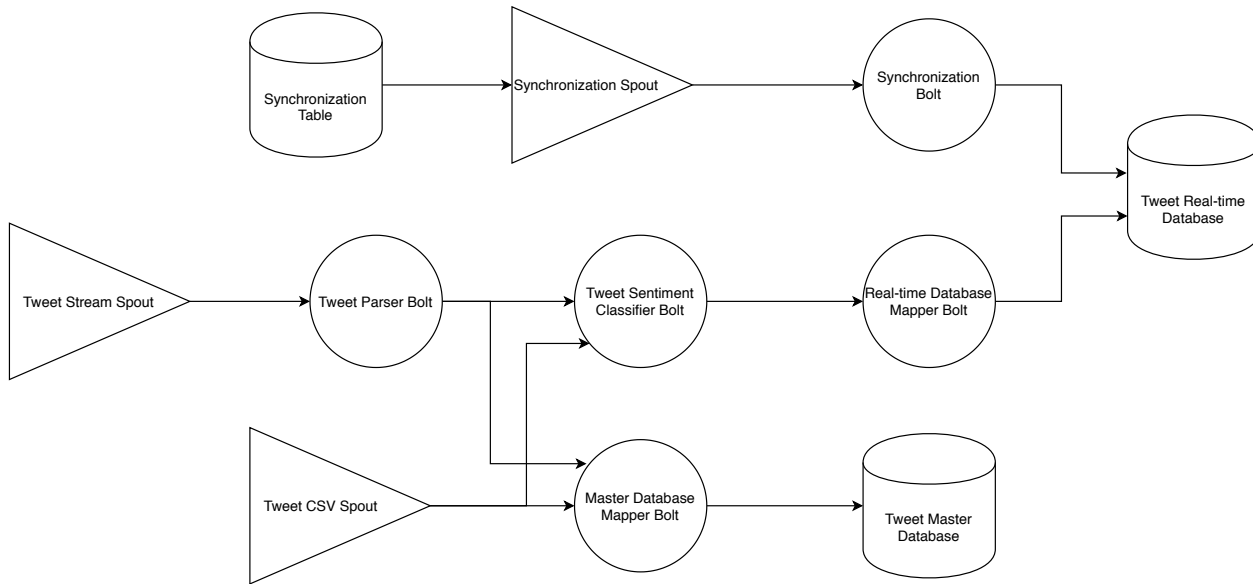 Synchronization
Table
Synchronization Spout
Synchronization
Bolt
Tweet Real-time
Database
Tweet Stream Spout
Tweet Parser Bolt
Tweet Sentiment
Classifier Bolt
Real-time Database
Mapper Bolt
Tweet CSV Spout
Master Database
Mapper Bolt
Tweet Master
Database